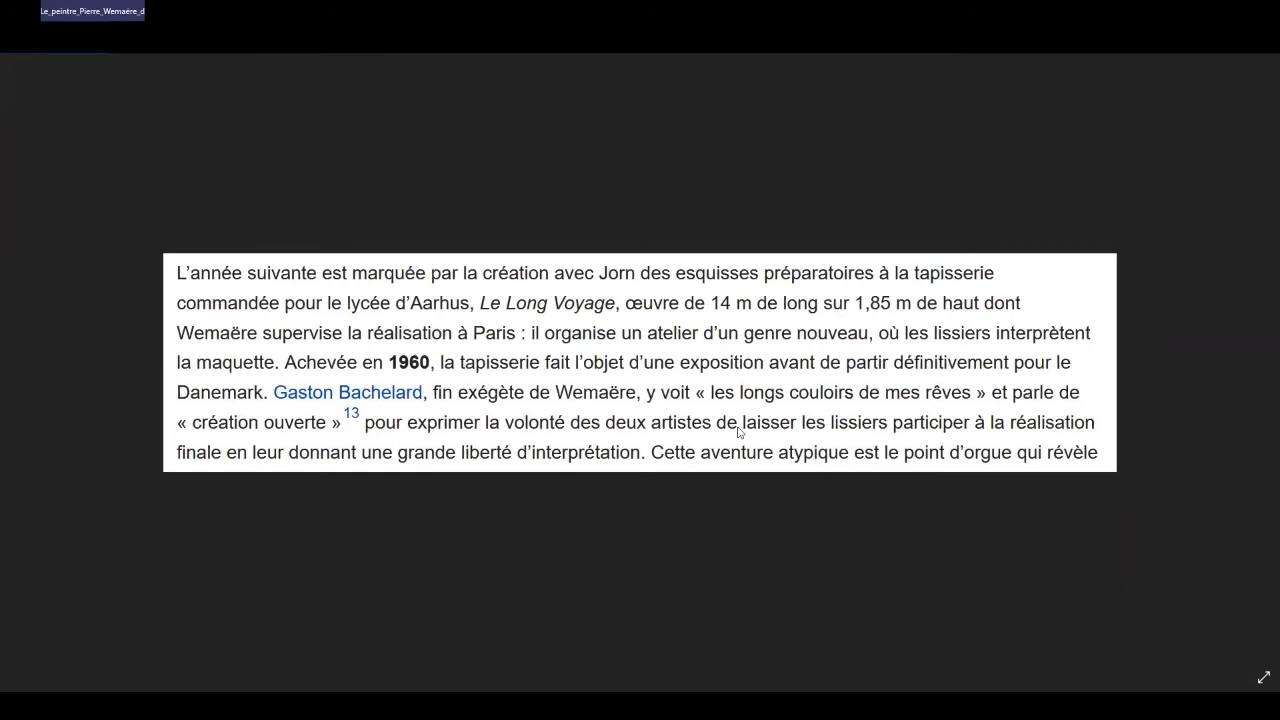 Le_peintre_Pierre_Wemaëre_d
L’année suivante est marquée par la création avec Jorn des esquisses préparatoires à la tapisserie
commandée pour le lycée d’Aarhus, Le Long Voyage, œuvre de 14 m de long sur 1,85 m de haut dont
Wemaëre supervise la réalisation à Paris : il organise un atelier d’un genre nouveau, où les lissiers interprètent
la maquette. Achevée en 1960, la tapisserie fait l’objet d’une exposition avant de partir définitivement pour le
Danemark. Gaston Bachelard, fin exégète de Wemaëre, y voit « les longs couloirs de mes rêves » et parle de
« création ouverte »13 pour exprimer la volonté des deux artistes de laisser les lissiers participer à la réalisation
finale en leur donnant une grande liberté d’interprétation. Cette aventure atypique est le point d’orgue qui révèle